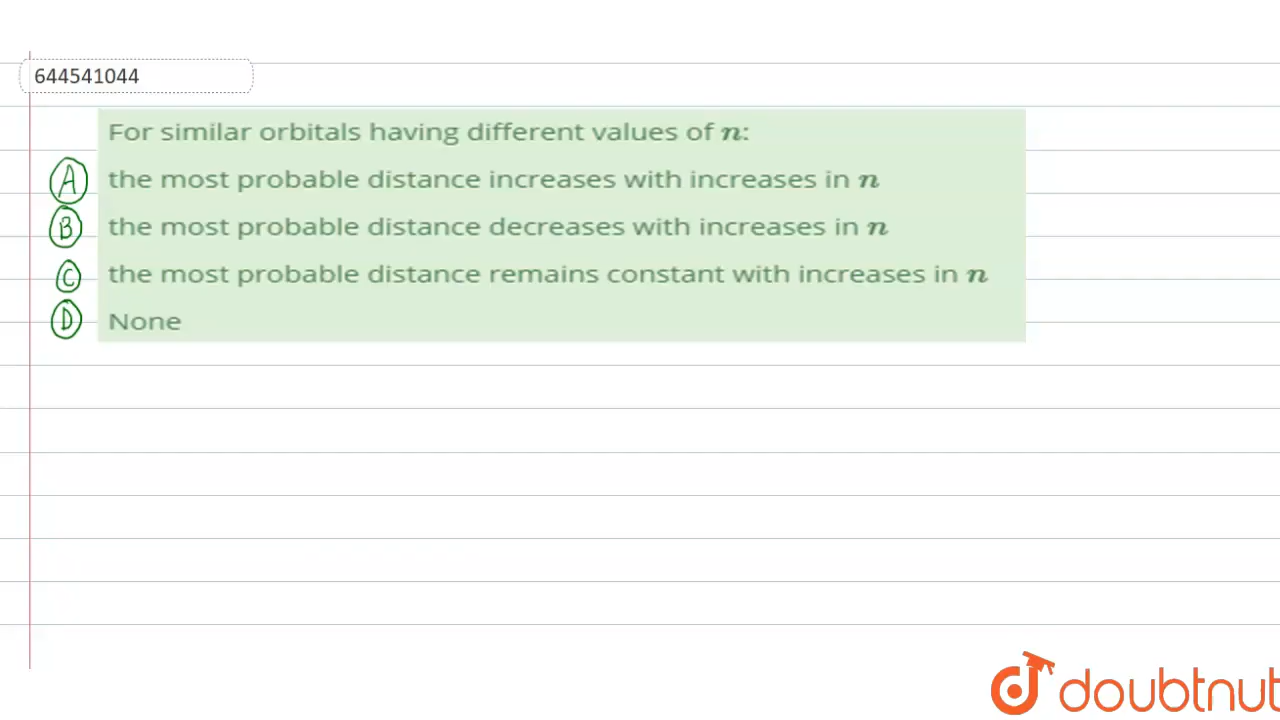 644541044
For similar orbitals having different values of n:
A the most probable distance increases with increases in n
B the most probable distance decreases with increases in n
C the most probable distance remains constant with increases in n
D None
doubtnut